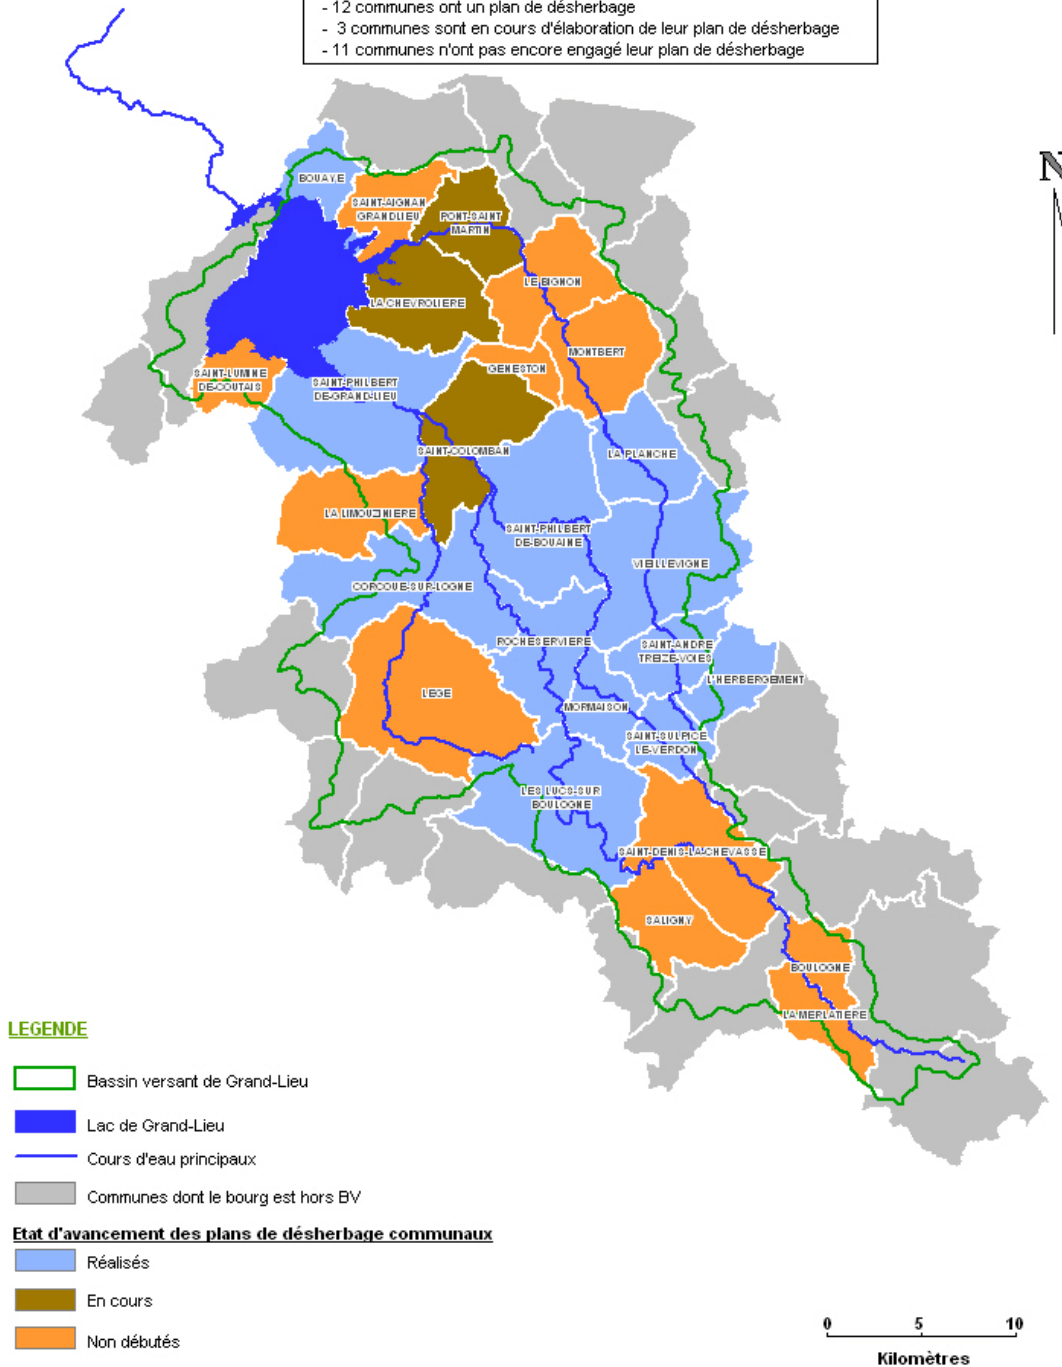 - 12 communes ont un plan de désherbage
- 3 communes sont en cours d'élaboration de leur plan de désherbage
- 11 communes n'ont pas encore engagé leur plan de désherbage
N
BOUAYE
SAINT-AIGNAN
GRANDLIEU
PONT-SAINT
MARTIN
LE BIGNON
LA CHEVROLIERE
MONTBERT
GENESTON
SAINT-LUMINE
DE-COUTAIS
SAINT-PHILBERT
DE-GRAND-LIEU
SAINT-COLOMBAN
LA PLANCHE
LA LIMOUZINIERE
SAINT-PHILBERT
DE-BOUAINE
VIEILLEVIGNE
CORCOUE-SUR-LOGNE
ROCHESERVIERE
SAINT-ANDRE
TREIZE-VOIES
L'HERBERGEMENT
LEGE
MORMAISON
SAINT-SULPICE
LE-VERDON
LES LUCS-SUR
BOULOGNE
SAINT-DENIS-LA-CHEVASSE
SALIGNY
BOULOGNE
LA MERLATIERE
LEGENDE
Bassin versant de Grand-Lieu
Lac de Grand-Lieu
Cours d'eau principaux
Communes dont le bourg est hors BV
Etat d'avancement des plans de désherbage communaux
Réalisés
En cours
Non débutés
0 5 10
Kilomètres